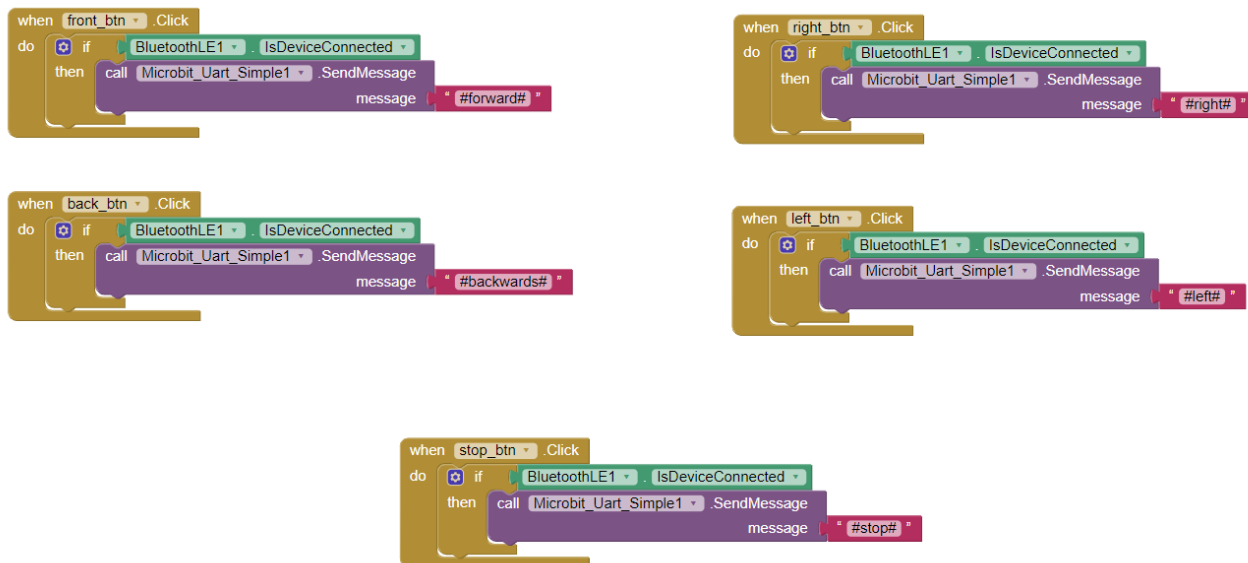 when front_btn .Click
do if BluetoothLE1 . IsDeviceConnected
then call Microbit_Uart_Simple1 .SendMessage
message “ #forward# ”
when right_btn .Click
do if BluetoothLE1 . IsDeviceConnected
then call Microbit_Uart_Simple1 .SendMessage
message “ #right# ”
when back_btn .Click
do if BluetoothLE1 . IsDeviceConnected
then call Microbit_Uart_Simple1 .SendMessage
message “ #backwards# ”
when left_btn .Click
do if BluetoothLE1 . IsDeviceConnected
then call Microbit_Uart_Simple1 .SendMessage
message “ #left# ”
when stop_btn .Click
do if BluetoothLE1 . IsDeviceConnected
then call Microbit_Uart_Simple1 .SendMessage
message “ #stop# ”